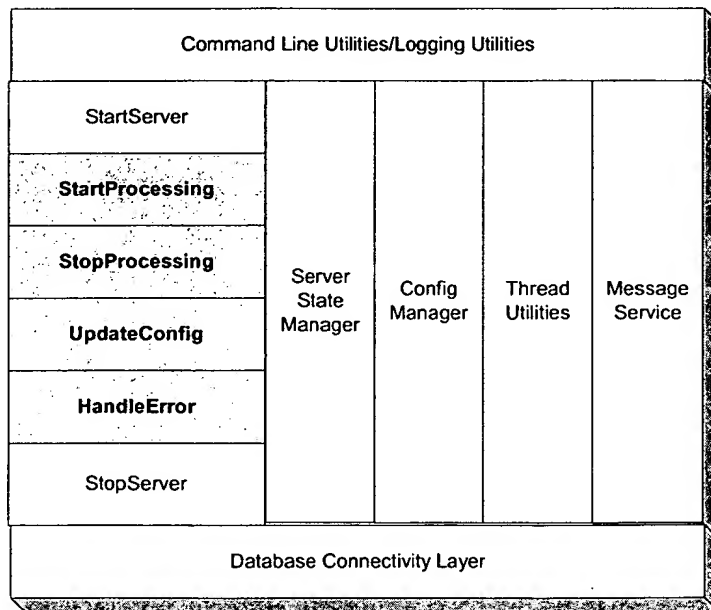 Command Line Utilities/Logging Utilities
StartServer
StartProcessing
StopProcessing
UpdateConfig
HandleError
StopServer
Server
State
Manager
Config
Manager
Thread
Utilities
Message
Service
Database Connectivity Layer